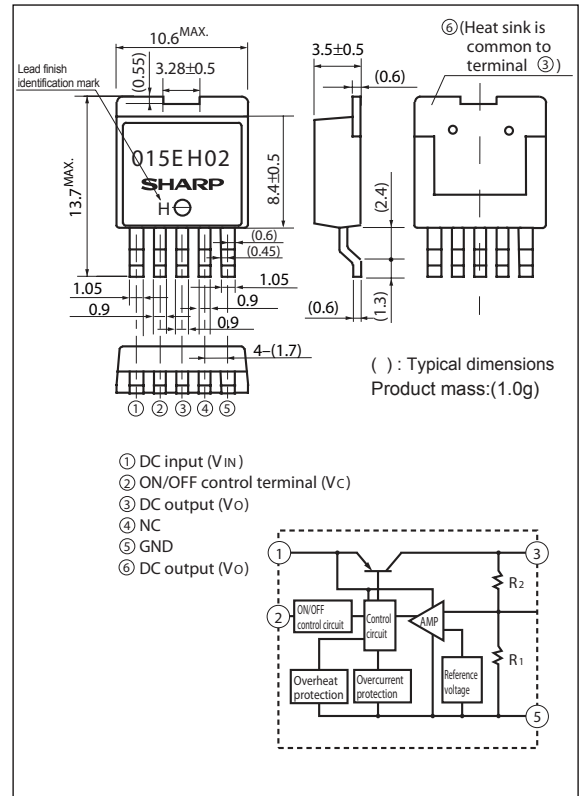 10.6MAX.
3.28±0.5
(0.55)
Lead finish
identification mark
13.7MAX.
015EH02
SHARP
H
8.4±0.5
(0.6)
(0.45)
1.05
1.05
0.9
0.9
0.9
4–(1.7)
① ② ③ ④ ⑤
3.5±0.5
(0.6)
(2.4)
(0.6)
(1.3)
⑥(Heat sink is
common to
terminal ③)
( ) : Typical dimensions
Product mass:(1.0g)
① DC input (VIN)
② ON/OFF control terminal (VC)
③ DC output (VO)
④ NC
⑤ GND
⑥ DC output (VO)
①
③
R2
②
ON/OFF
control circuit
Control
circuit
AMP
R1
Overheat
protection
Overcurrent
protection
Reference
voltage
⑤